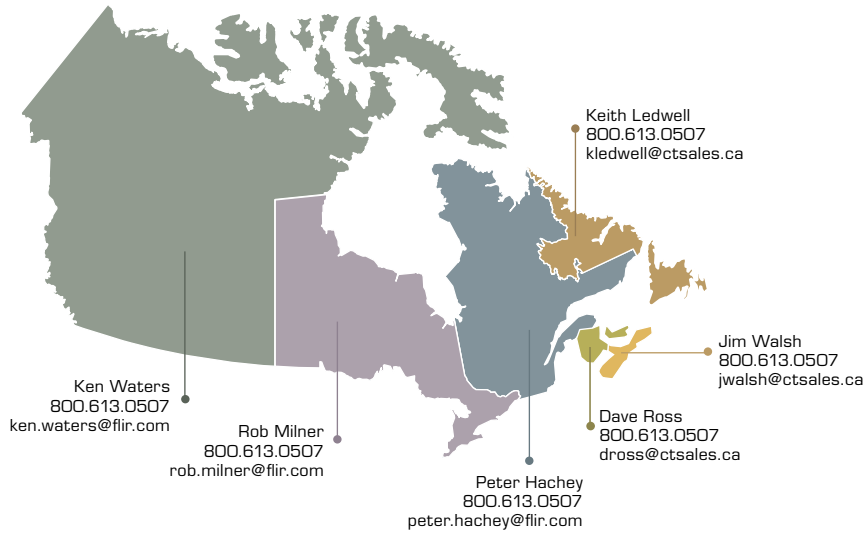 Keith Ledwell
800.613.0507
kledwell@ctsales.ca
Jim Walsh
800.613.0507
jwalsh@ctsales.ca
Ken Waters
800.613.0507
ken.waters@flir.com
Dave Ross
800.613.0507
dross@ctsales.ca
Rob Milner
800.613.0507
rob.milner@flir.com
Peter Hachey
800.613.0507
peter.hachey@flir.com